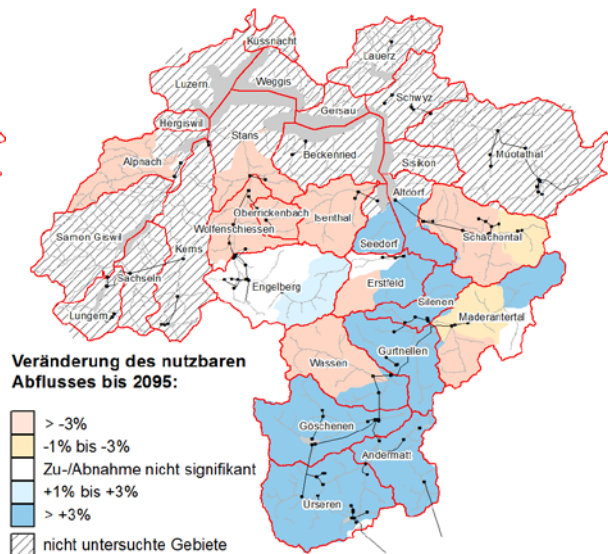 Küssnacht
Lauerz
Luzern
Weggis
Schwyz
Gersau
Hergiswil
Stans
Alpnach
Beckenried
Sisikon
Muotathal
Altdorf
Oberrickenbach
Isenthal
Wolfenschiessen
Schächental
Seedorf
Sarnen Giswil
Kerns
Sachseln
Engelberg
Erstfeld
Silenen
Maderanertal
Lungern
Gurtnellen
Wassen
Göschenen
Andermatt
Urseren
Veränderung des nutzbaren
Abflusses bis 2095:
> -3%
-1% bis -3%
Zu-/Abnahme nicht signifikant
+1% bis +3%
> +3%
nicht untersuchte Gebiete